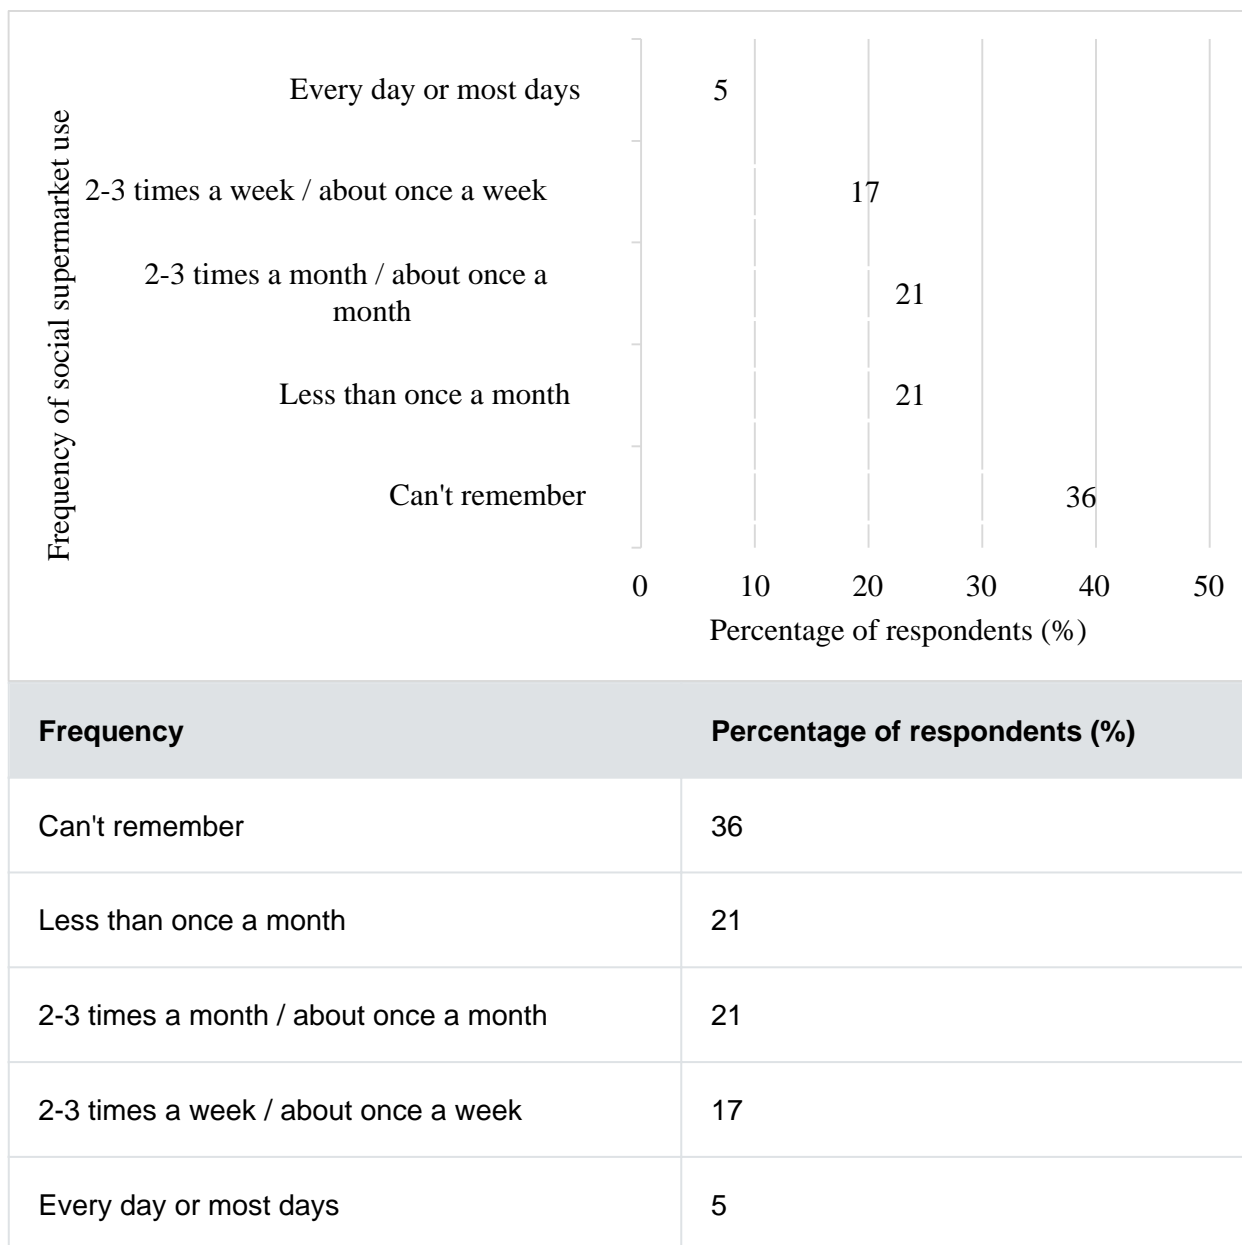 Frequency of social supermarket use
Every day or most days 5
2-3 times a week / about once a week 17
2-3 times a month / about once a
month
21
Less than once a month 21
Can't remember 36
0 10 20 30 40 50
Percentage of respondents (%)
Frequency Percentage of respondents (%)
Can't remember 36
Less than once a month 21
2-3 times a month / about once a month 21
2-3 times a week / about once a week 17
Every day or most days 5